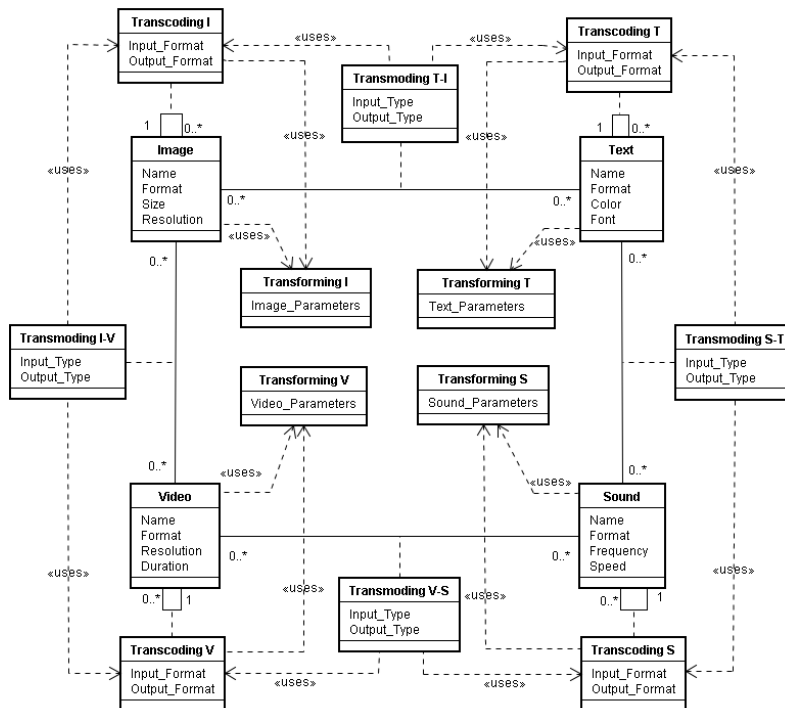 Transcoding I
Input_Format
Output_Format
«uses»
«uses»
Transcoding T
Input_Format
Output_Format
Transmoding T-I
Input_Type
Output_Type
1
0..*
«uses»
«uses»
1
0..*
Image
Name
Format
Size
Resolution
Text
Name
Format
Color
Font
«uses»
«uses»
0..*
0..*
«uses»
«uses»
0..*
0..*
Transforming I
Image_Parameters
Transforming T
Text_Parameters
Transmoding I-V
Input_Type
Output_Type
Transmoding S-T
Input_Type
Output_Type
Transforming V
Video_Parameters
Transforming S
Sound_Parameters
0..*
0..*
«uses»
«uses»
Video
Name
Format
Resolution
Duration
Sound
Name
Format
Frequency
Speed
0..*
0..*
«uses»
«uses»
«uses»
«uses»
0..*
1
0..*
1
Transmoding V-S
Input_Type
Output_Type
Transcoding V
Input_Format
Output_Format
Transcoding S
Input_Format
Output_Format
«uses»
«uses»